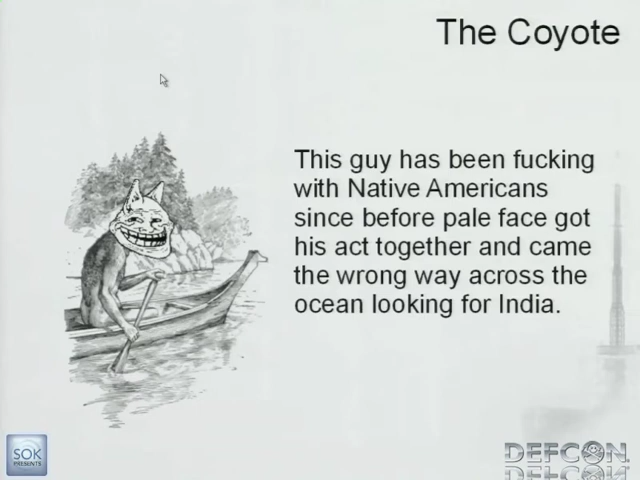 The Coyote
This guy has been fucking
with Native Americans
since before pale face got
his act together and came
the wrong way across the
ocean looking for India.
SOK
PRESENTS
DEFCON